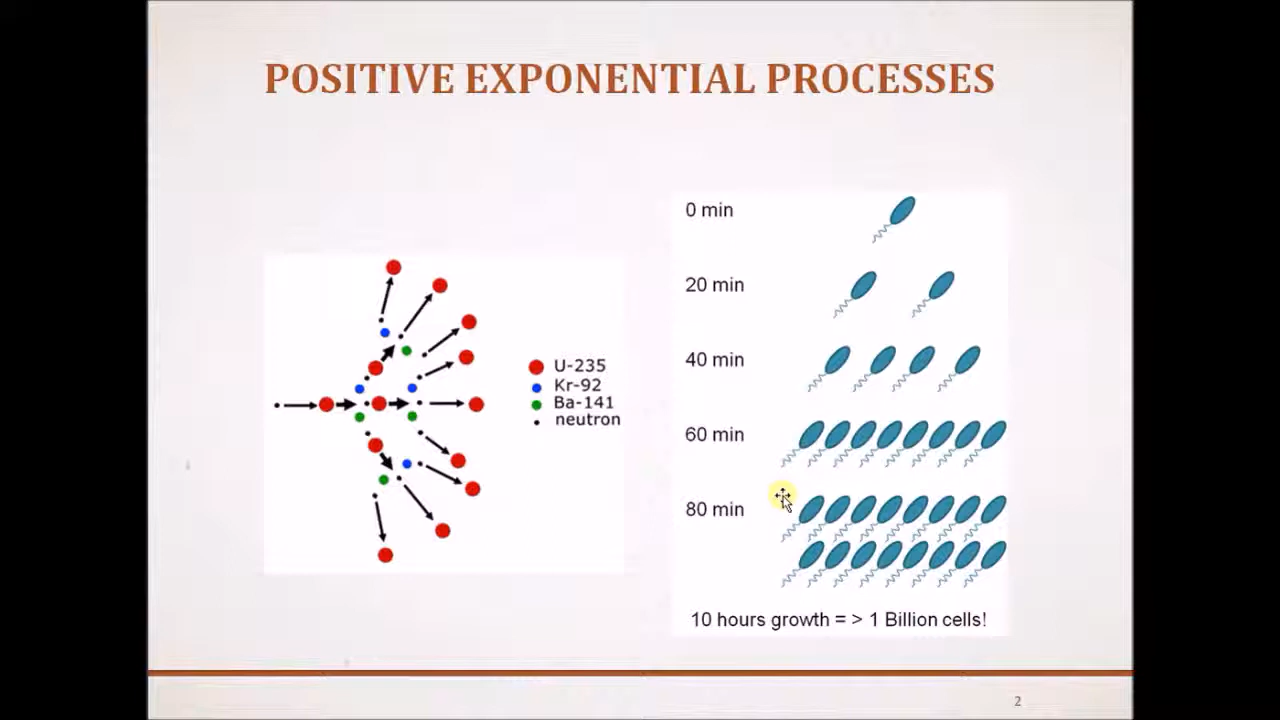 POSITIVE EXPONENTIAL PROCESSES
U-235
Kr-92
Ba-141
neutron
0 min
20 min
40 min
60 min
80 min
10 hours growth = > 1 Billion cells!
2